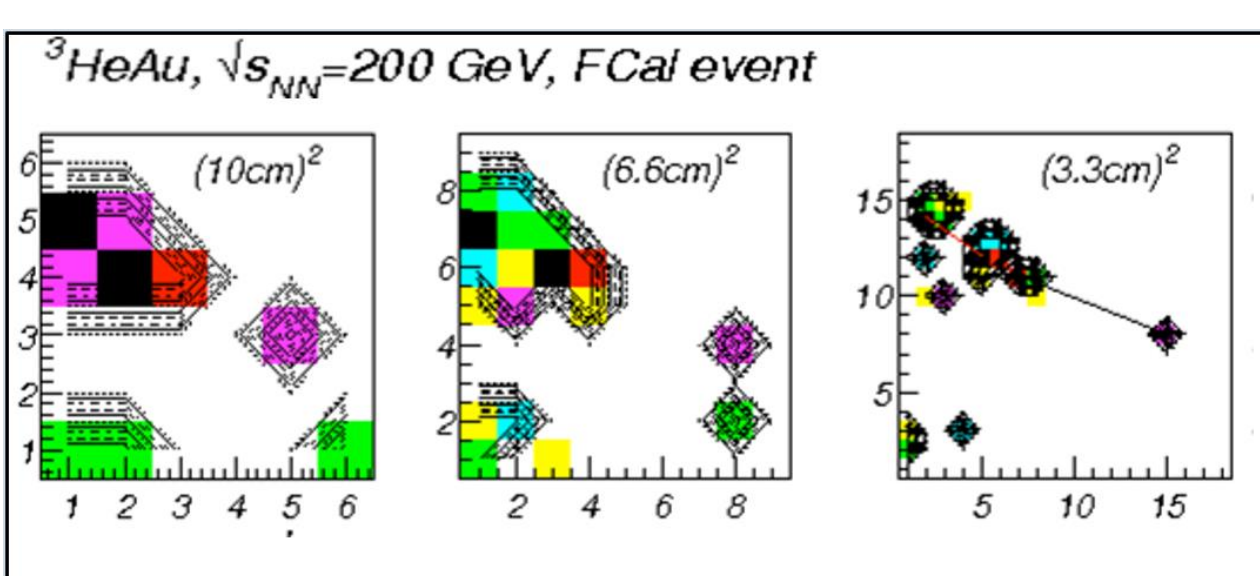 ³HeAu, √s_NN=200 GeV, FCal event
(10cm)²
6
5
4
3
2
1
1 2 3 4 5 6
(6.6cm)²
8
6
4
2
2 4 6 8
(3.3cm)²
15
10
5
5 10 15